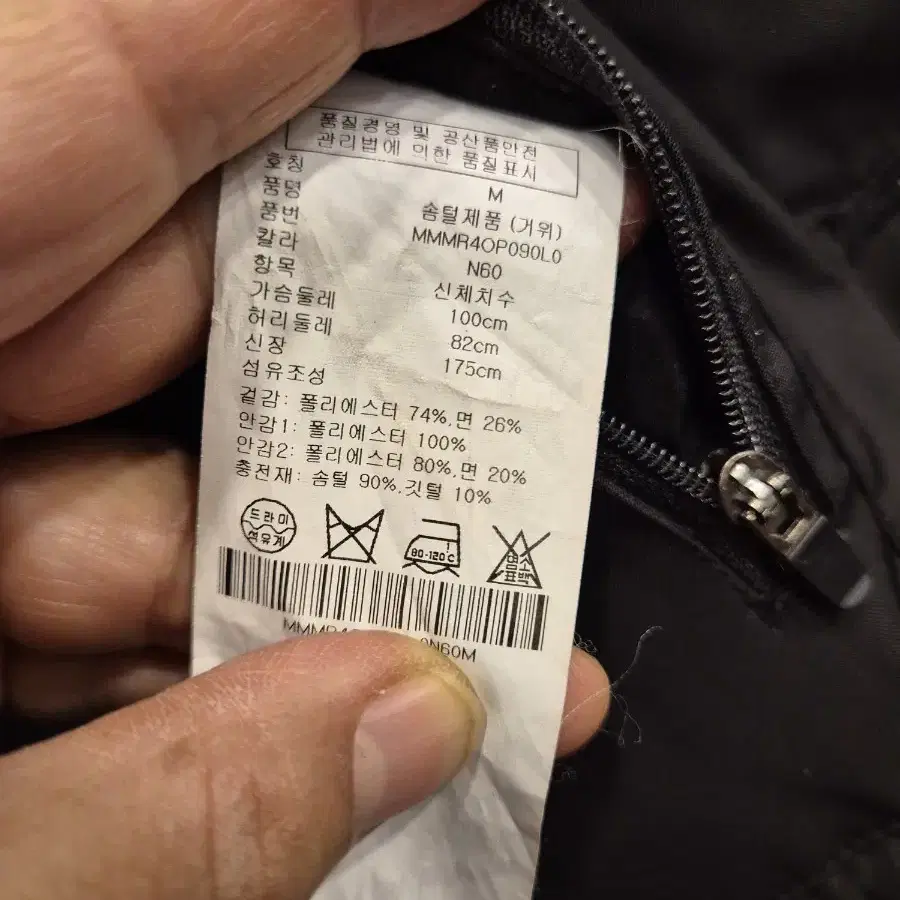 품질경영 및 공산품안전
관리법에 의한 품질표시
호칭 M
품명 솜털제품 (거위)
품번 MMMR4OP090L0
칼라 N60
항목 신체치수
가슴둘레 100cm
허리둘레 82cm
신장 175cm
섬유조성
겉감: 폴리에스터 74%,면 26%
안감1: 폴리에스터 100%
안감2: 폴리에스터 80%,면 20%
충전재: 솜털 90%,깃털 10%
드라이
석유계
80-120℃
염소
표백